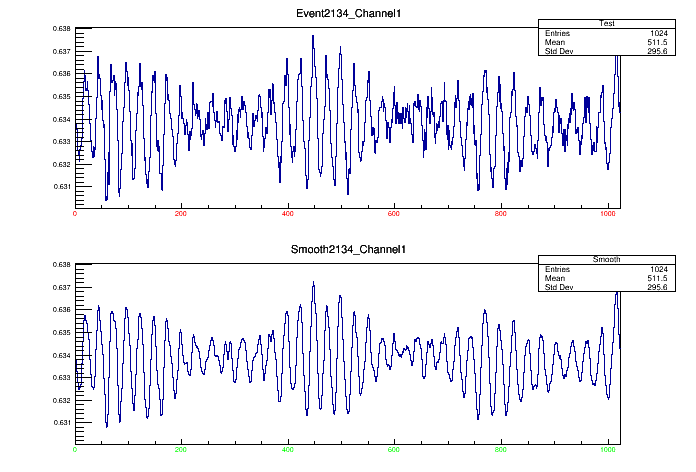 Event2134_Channel1
Test
Entries 1024
Mean 511.5
Std Dev 295.6
0.638
0.637
0.636
0.635
0.634
0.633
0.632
0.631
0 200 400 600 800 1000
Smooth2134_Channel1
Smooth
Entries 1024
Mean 511.5
Std Dev 295.6
0.638
0.637
0.636
0.635
0.634
0.633
0.632
0.631
0 200 400 600 800 1000